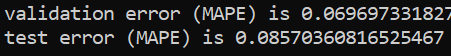 validation error (MAPE) is 0.069697331827
test error (MAPE) is 0.08570360816525467